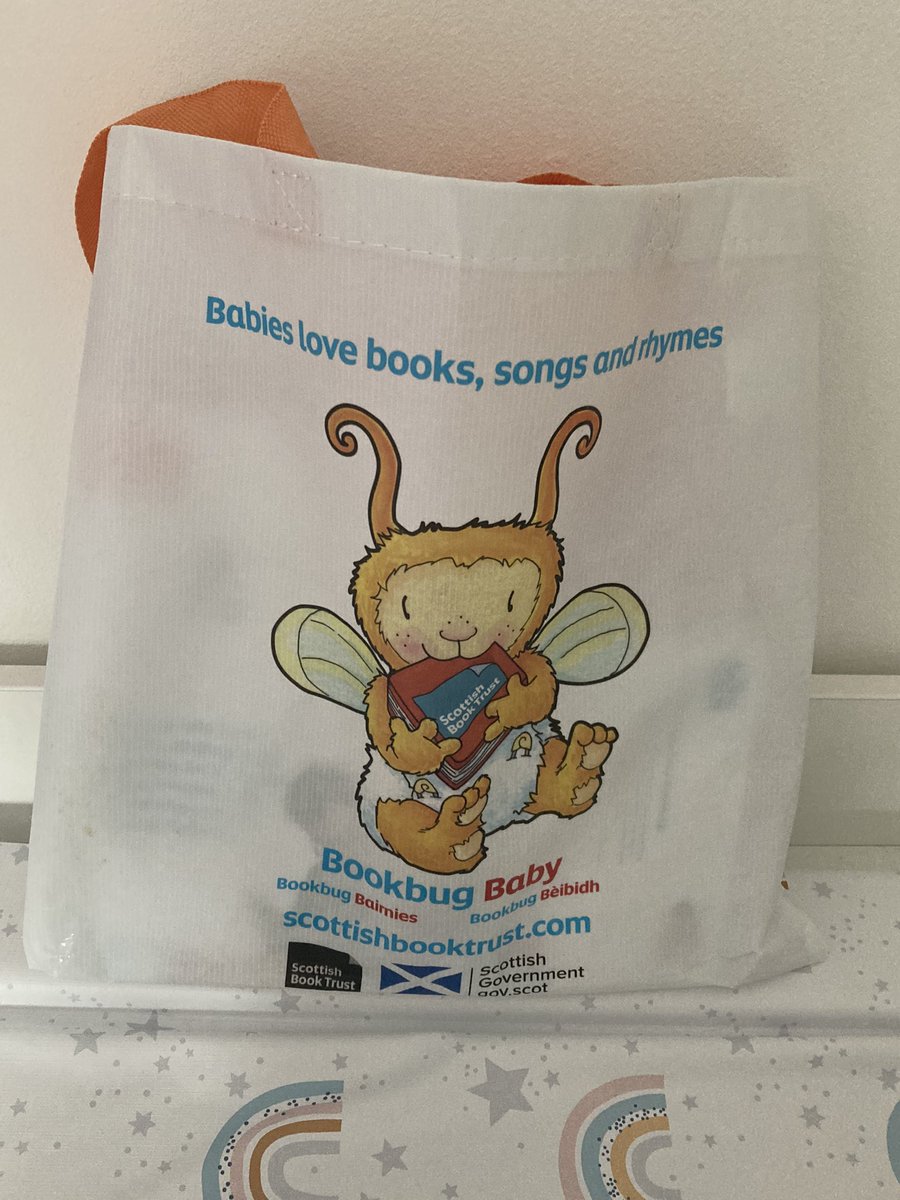 Babies love books, songs and rhymes
Scottish
Book Trust
Bookbug Baby
Bookbug Bairnies
Bookbug Bèibidh
scottishbooktrust.com
Scottish
Book Trust
Scottish
Government
gov.scot